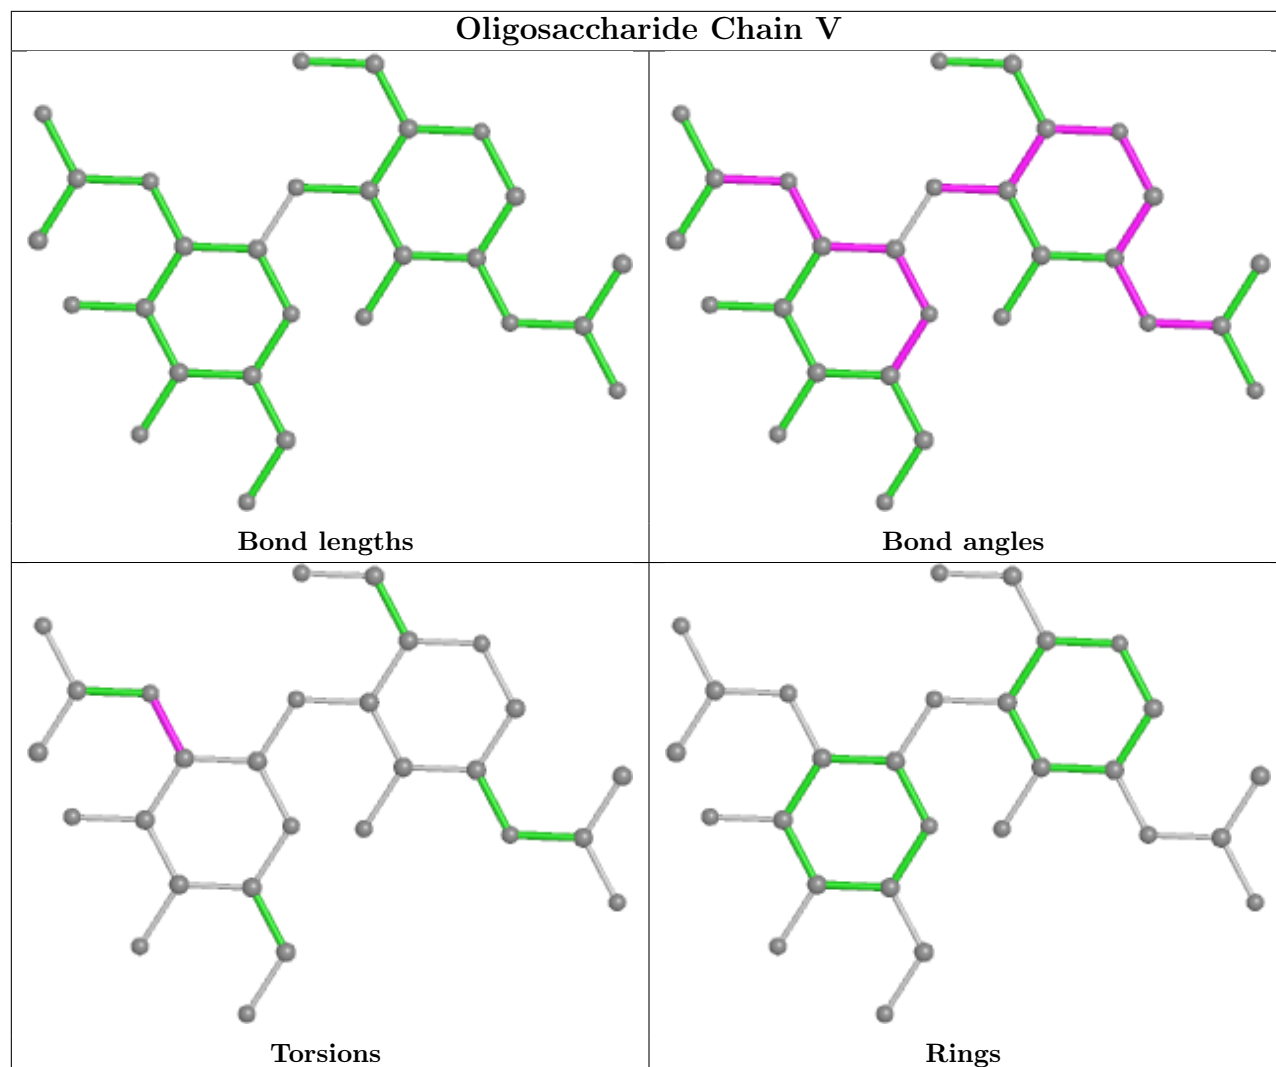 Oligosaccharide Chain V
Bond lengths
Bond angles
Torsions
Rings